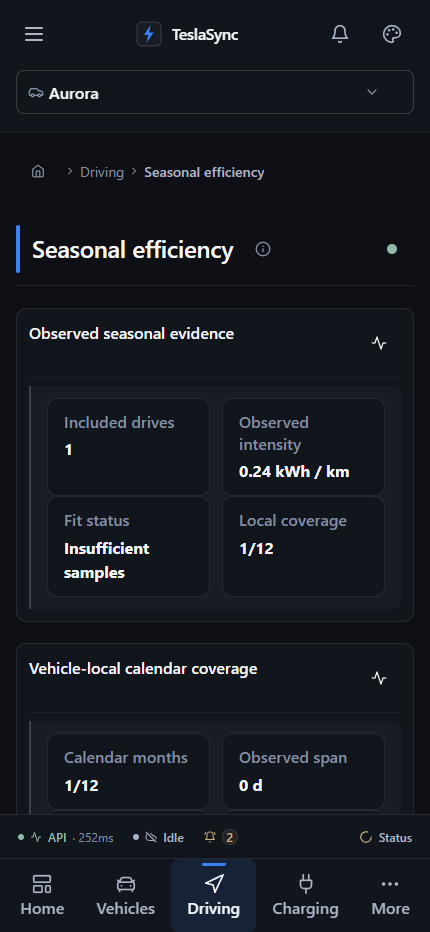 TeslaSync
Aurora
Driving
Seasonal efficiency
Seasonal efficiency
Observed seasonal evidence
Included drives
1
Observed
intensity
0.24 kWh / km
Fit status
Insufficient
samples
Local coverage
1/12
Vehicle-local calendar coverage
Calendar months
1/12
Observed span
0 d
API · 252ms
Idle
2
Status
Home
Vehicles
Driving
Charging
More